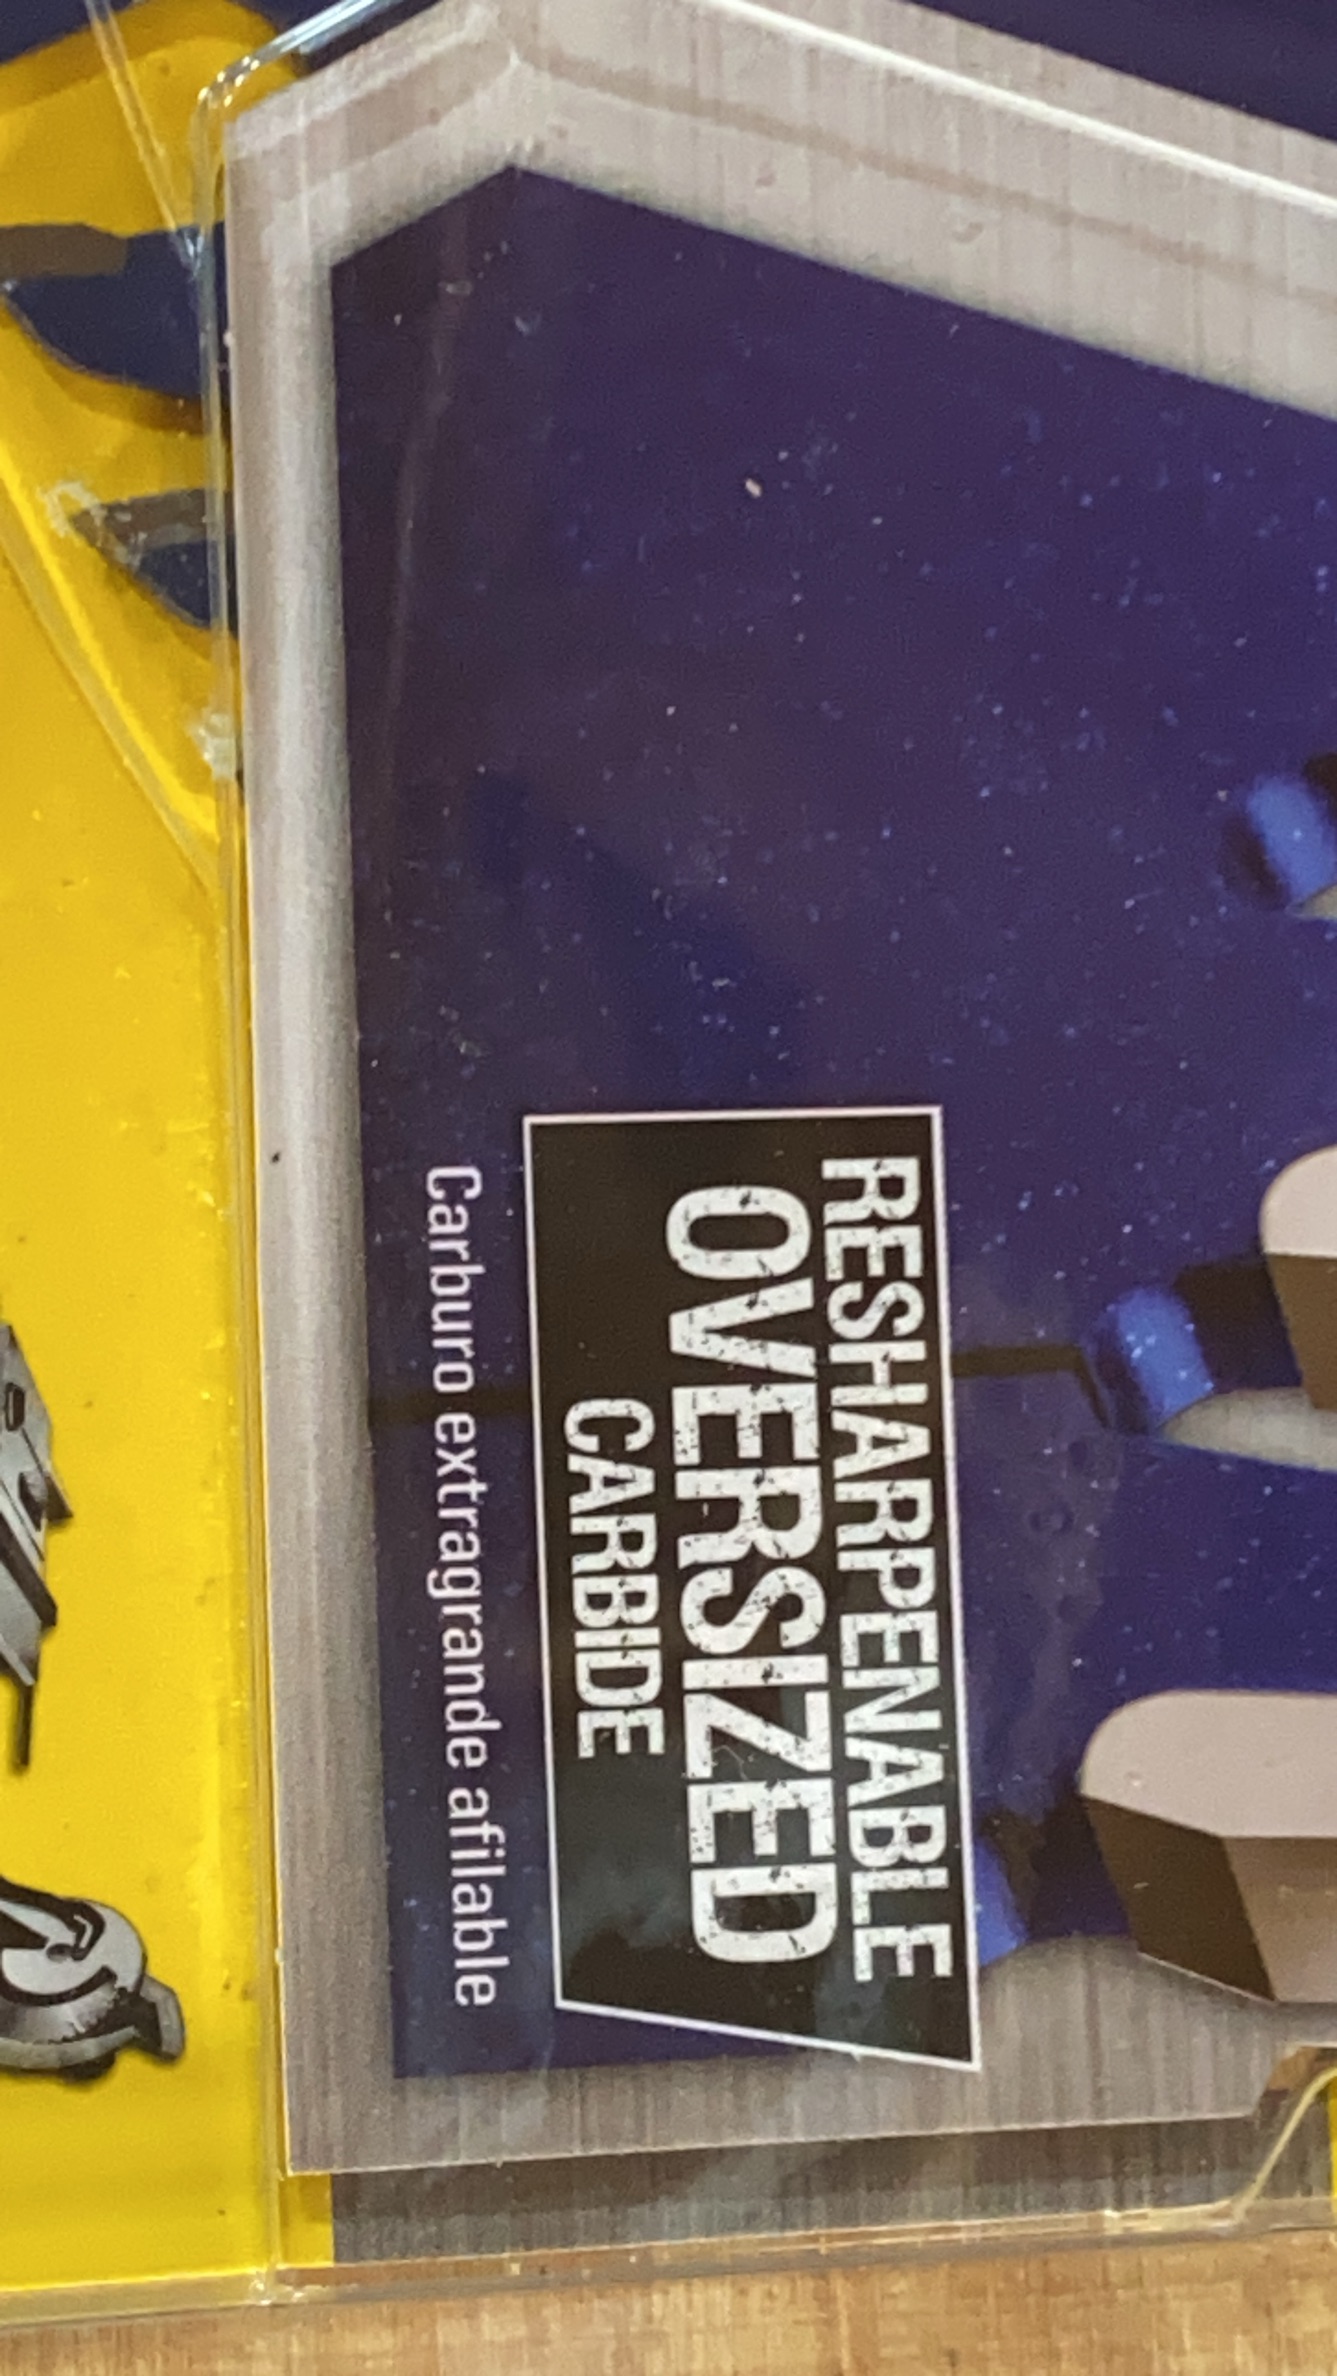 RESHARPENABLE
OVERSIZED
CARBIDE
Carburo extragrande afilable